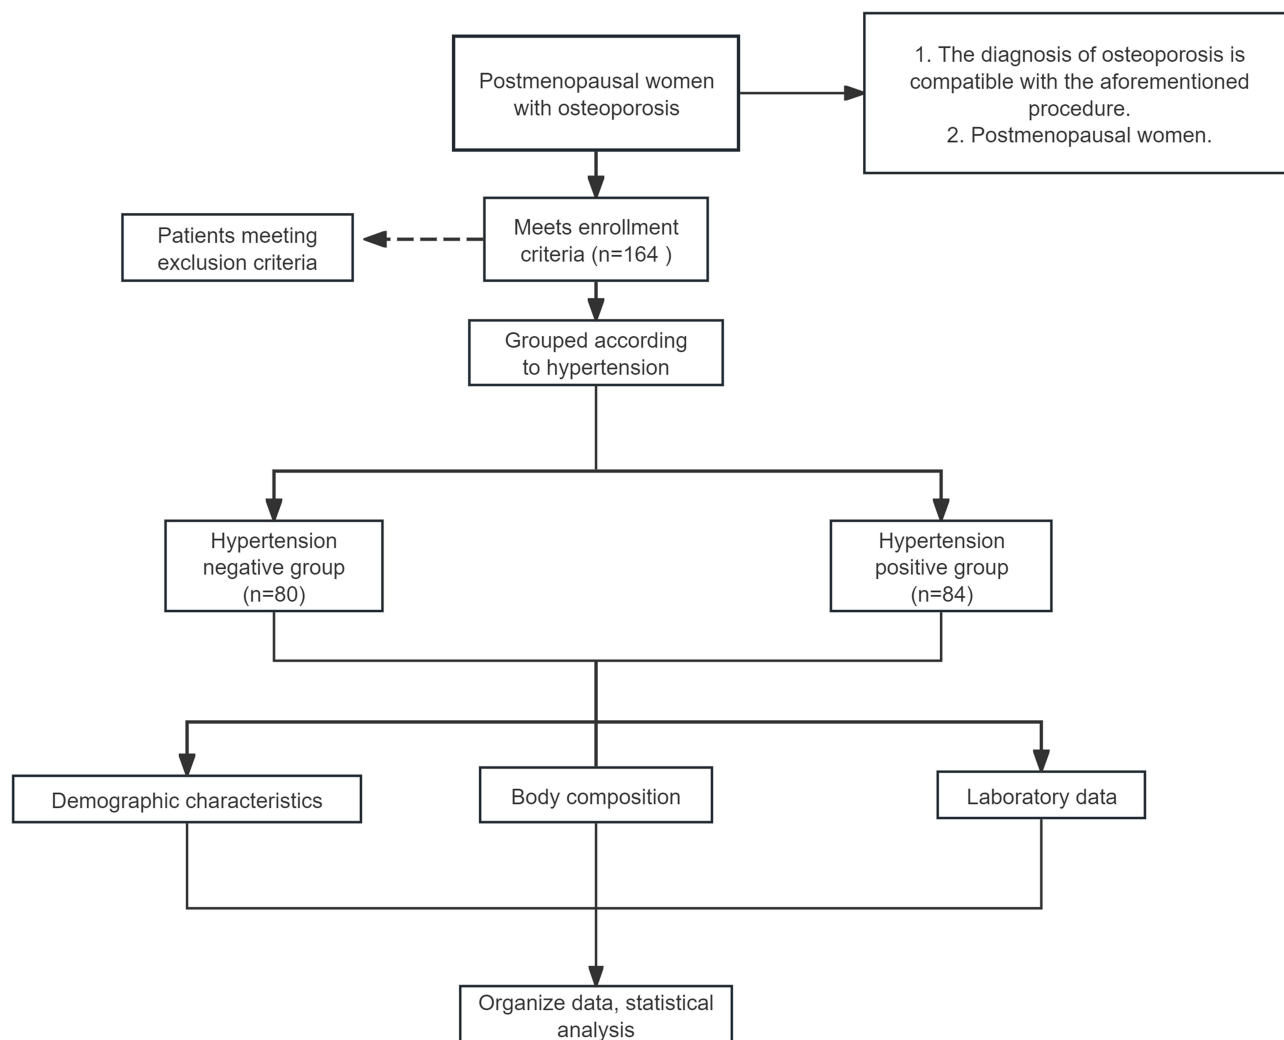 Postmenopausal women
with osteoporosis
1. The diagnosis of osteoporosis is
compatible with the aforementioned
procedure.
2. Postmenopausal women.
Patients meeting
exclusion criteria
Meets enrollment
criteria (n=164 )
Grouped according
to hypertension
Hypertension
negative group
(n=80)
Hypertension
positive group
(n=84)
Demographic characteristics
Body composition
Laboratory data
Organize data, statistical
analysis